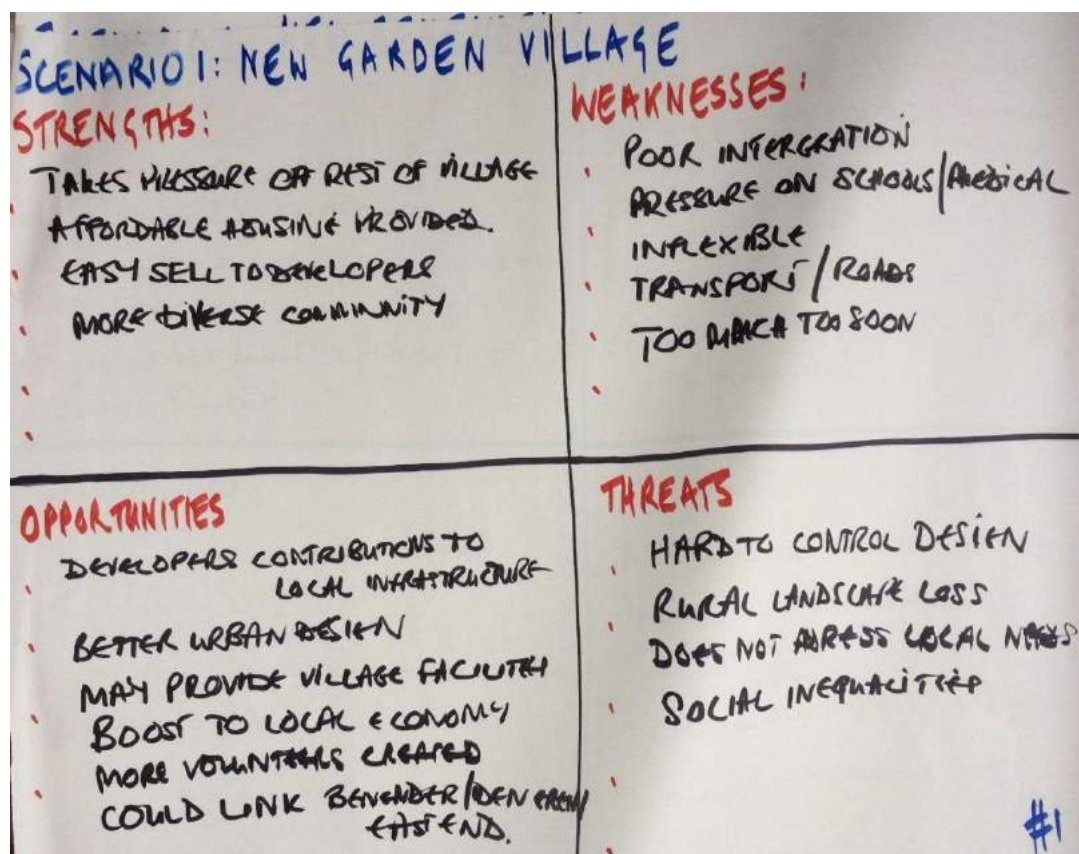 SCENARIO 1: NEW GARDEN VILLAGE
STRENGTHS:
TAKES PRESSURE OFF REST OF VILLAGE
AFFORDABLE HOUSING PROVIDED.
EASY SELL TO DEVELOPERS
MORE DIVERSE COMMUNITY
WEAKNESSES:
POOR INTERGRATION
PRESSURE ON SCHOOLS/MEDICAL
INFLEXIBLE
TRANSPORT/ROADS
TOO MUCH TOO SOON
OPPORTUNITIES
DEVELOPERS CONTRIBUTIONS TO
LOCAL INFRASTRUCTURE
BETTER URBAN DESIGN
MAY PROVIDE VILLAGE FACILITIES
BOOST TO LOCAL ECONOMY
MORE VOLUNTEERS CREATED
COULD LINK BENENDEN/IDEN GREEN/
EAST END.
THREATS
HARD TO CONTROL DESIGN
RURAL LANDSCAPE LOSS
DOES NOT ADRESS LOCAL NEEDS
SOCIAL INEQUALITIES
#1